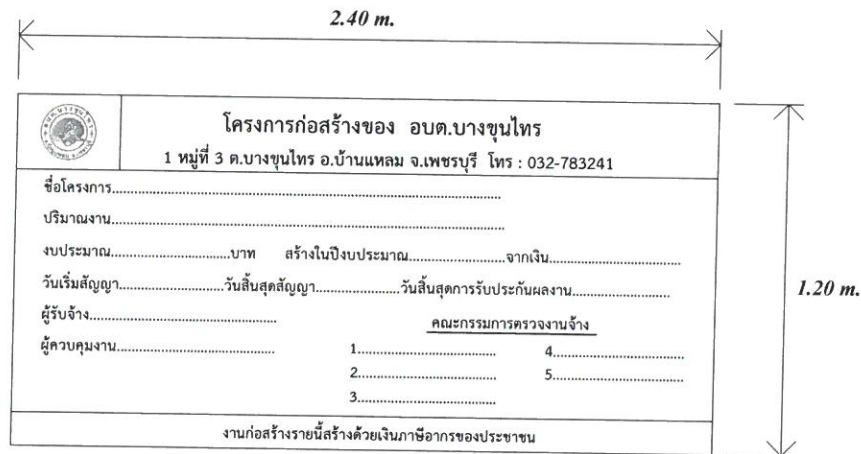 2.40 m.
โครงการก่อสร้างของ อบต.บางขุนไทร
1 หมู่ที่ 3 ต.บางขุนไทร อ.บ้านแหลม จ.เพชรบุรี โทร : 032-783241
ชื่อโครงการ........................................................................................................
ปริมาณงาน........................................................................................................
งบประมาณ..............................บาท สร้างในปีงบประมาณ.........................จากเงิน..................................
วันเริ่มสัญญา...........................วันสิ้นสุดสัญญา......................วันสิ้นสุดการรับประกันผลงาน.........................
ผู้รับจ้าง................................................
คณะกรรมการตรวจงานจ้าง
ผู้ควบคุมงาน.........................................
1.................................... 4....................................
2.................................... 5....................................
3....................................
1.20 m.
งานก่อสร้างรายนี้สร้างด้วยเงินภาษีอากรของประชาชน